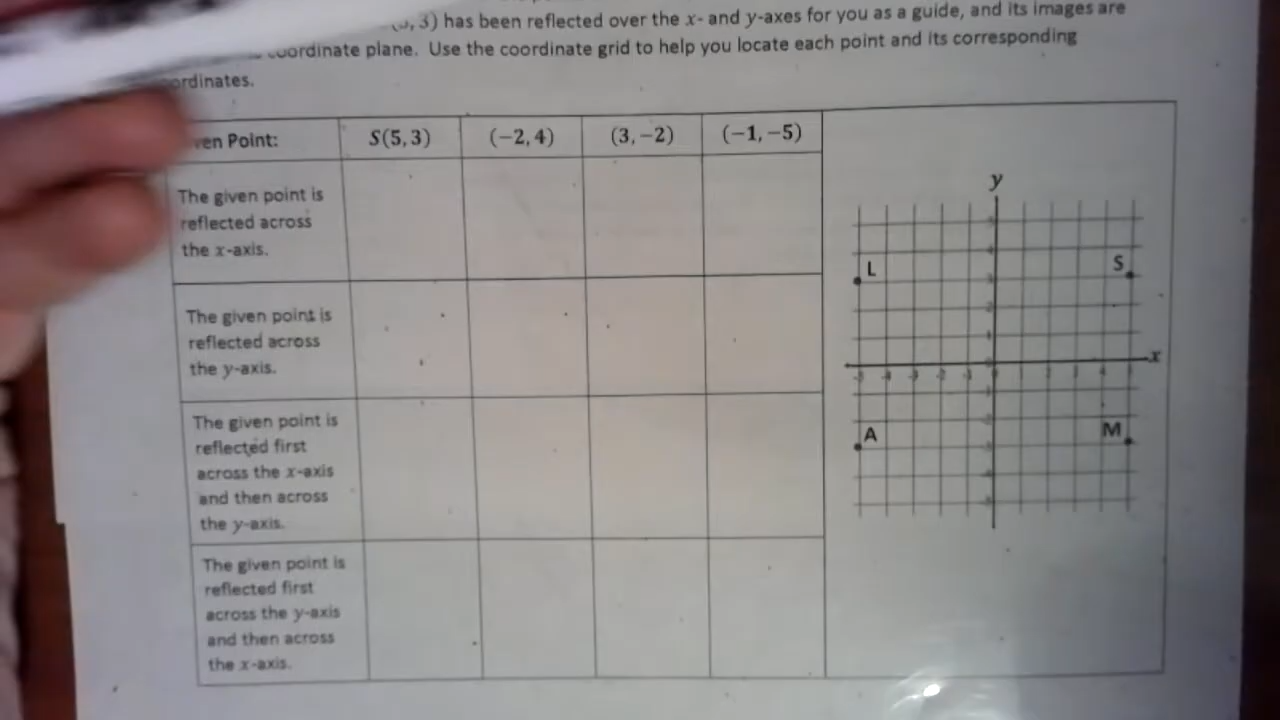 3) has been reflected over the x- and y-axes for you as a guide, and its images are
coordinate plane. Use the coordinate grid to help you locate each point and its corresponding
ordinates.
ven Point:
S(5, 3)
(−2, 4)
(3, −2)
(−1, −5)
The given point is
reflected across
the x-axis.
The given point is
reflected across
the y-axis.
The given point is
reflected first
across the x-axis
and then across
the y-axis.
The given point is
reflected first
across the y-axis
and then across
the x-axis.
y
L
S
x
A
M